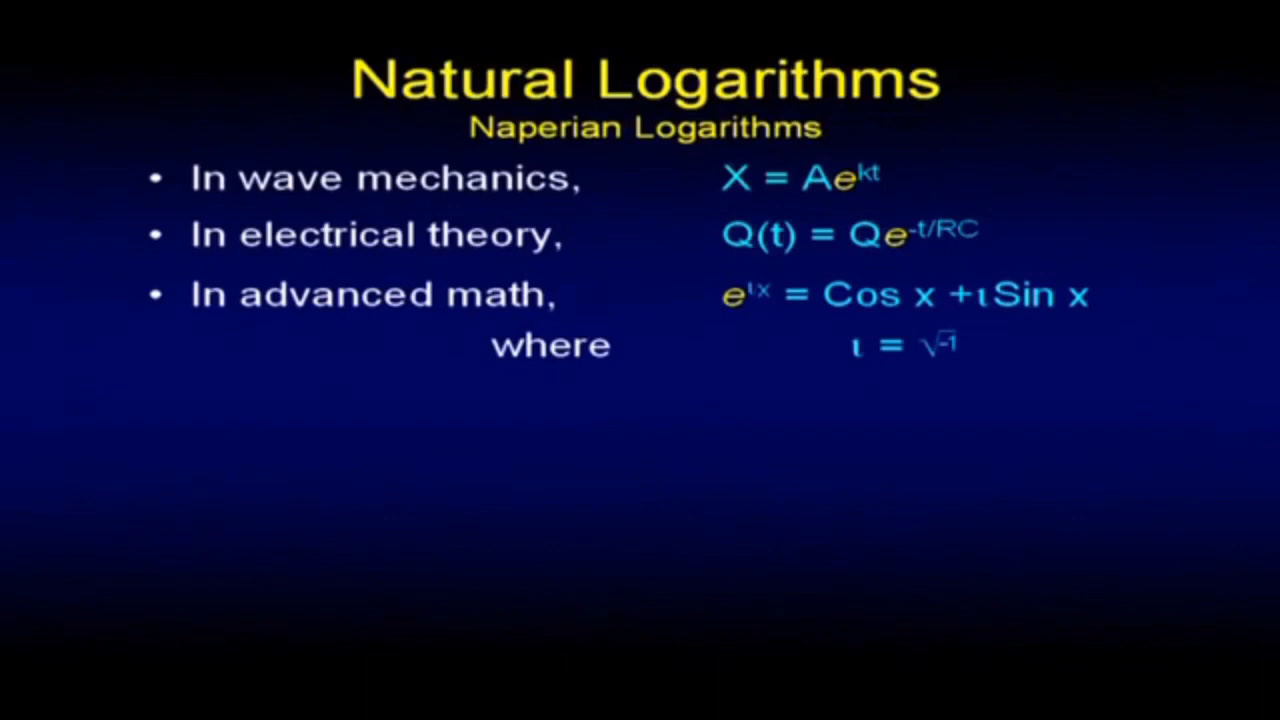 Natural Logarithms
Naperian Logarithms
• In wave mechanics, X = Ae^kt
• In electrical theory, Q(t) = Qe^-t/RC
• In advanced math, e^ιx = Cos x +ιSin x
where ι = √-1